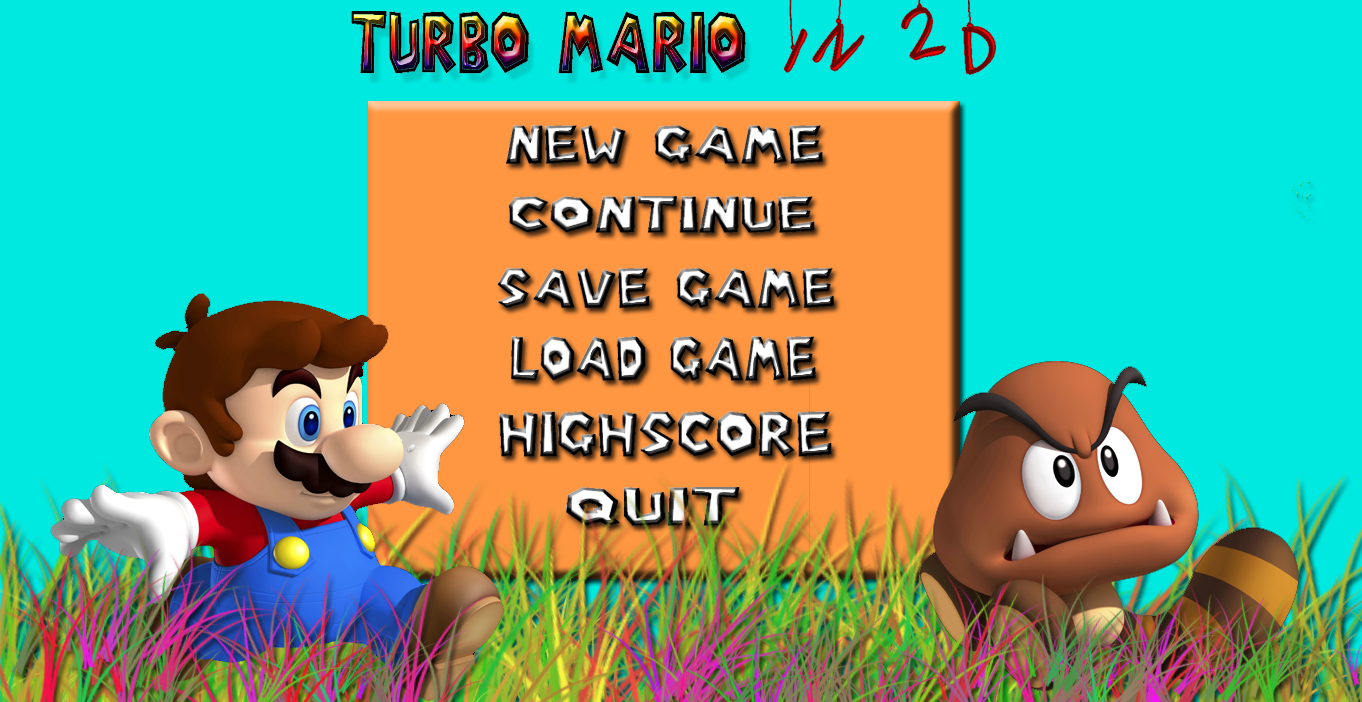 TURBO MARIO IN 2D
NEW GAME
CONTINUE
SAVE GAME
LOAD GAME
HIGHSCORE
QUIT